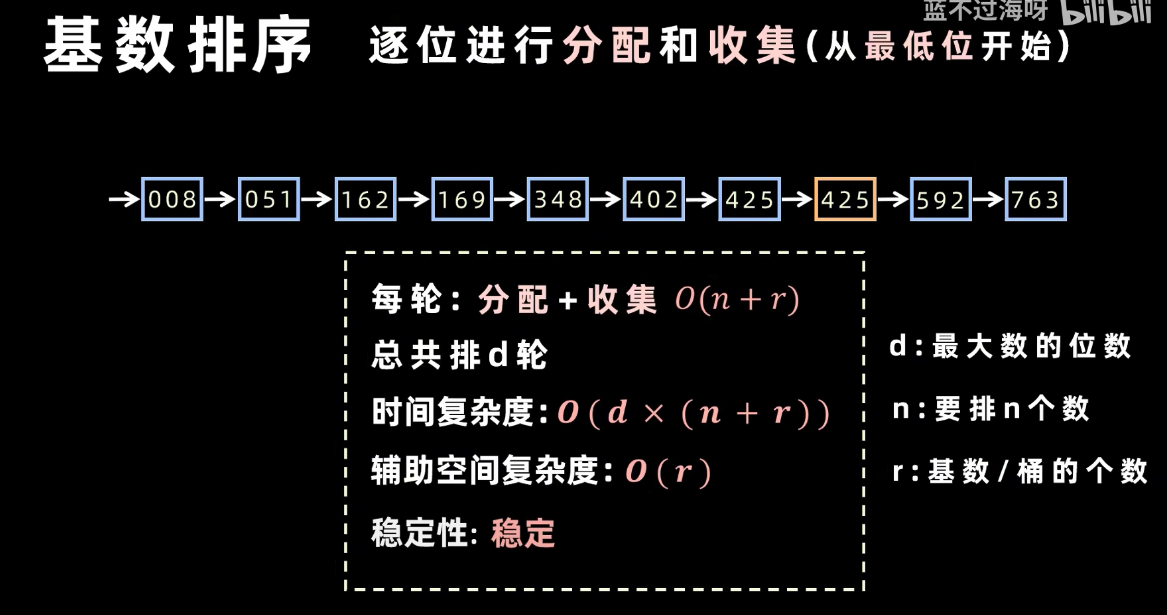 蓝不过海呀 bilibili
基数排序 逐位进行分配和收集(从最低位开始)
008 051 162 169 348 402 425 425 592 763
每轮: 分配+收集 O(n + r)
总共排d轮
时间复杂度: O(d × (n + r))
辅助空间复杂度: O(r)
稳定性: 稳定
d:最大数的位数
n:要排n个数
r:基数/桶的个数